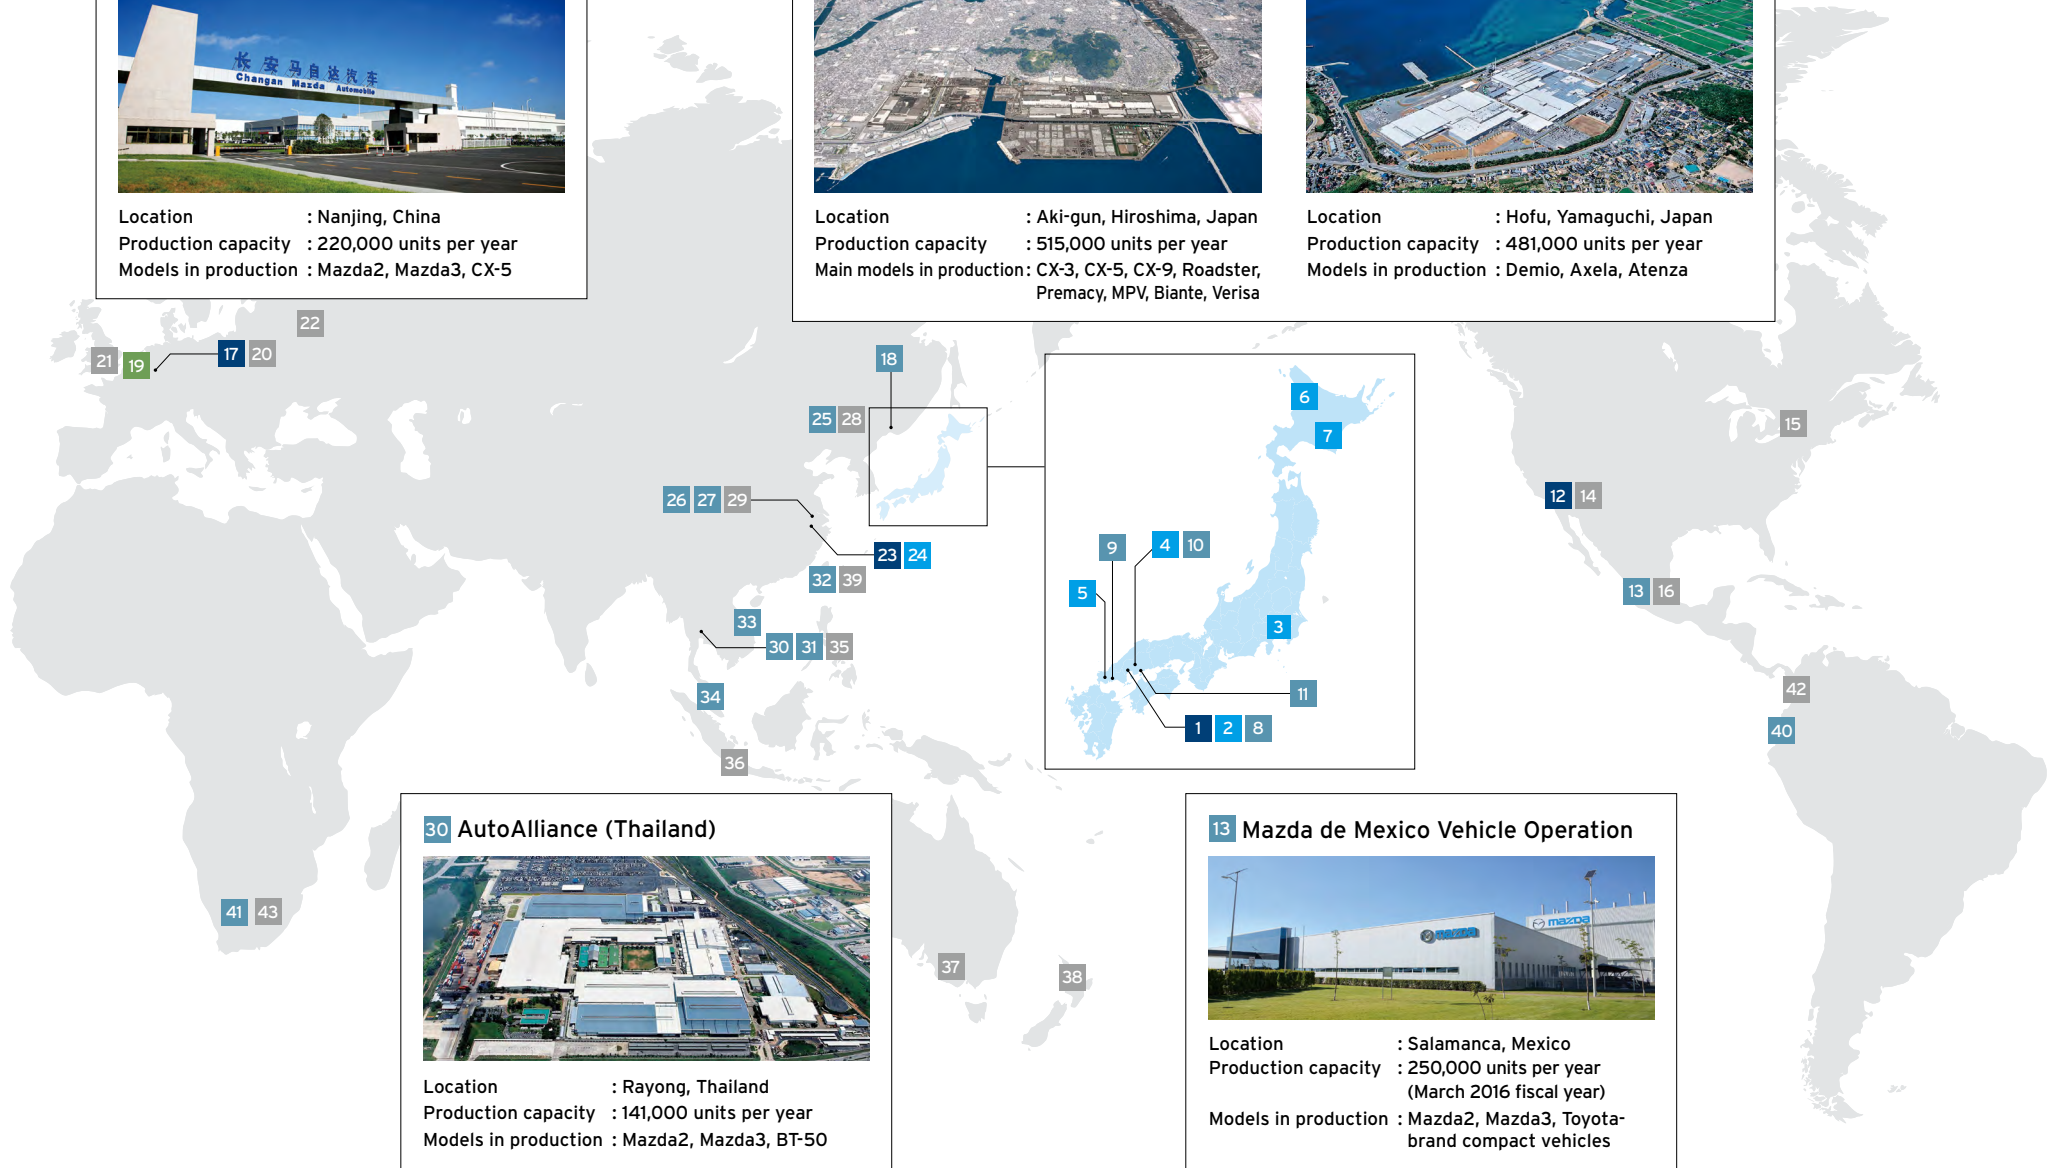 长安马自达汽车
Changan Mazda Automobile
Location : Nanjing, China
Production capacity : 220,000 units per year
Models in production : Mazda2, Mazda3, CX-5
Location : Aki-gun, Hiroshima, Japan
Production capacity : 515,000 units per year
Main models in production : CX-3, CX-5, CX-9, Roadster,
Premacy, MPV, Biante, Verisa
Location : Hofu, Yamaguchi, Japan
Production capacity : 481,000 units per year
Models in production : Demio, Axela, Atenza
22
21 19 17 20
18
25 28
26 27 29
23 24
32 39
33
30 31 35
34
36
6
7
9 4 10
5
3
11
1 2 8
15
12 14
13 16
42
40
41 43
37
38
30 AutoAlliance (Thailand)
Location : Rayong, Thailand
Production capacity : 141,000 units per year
Models in production : Mazda2, Mazda3, BT-50
13 Mazda de Mexico Vehicle Operation
mazda
mazda
Location : Salamanca, Mexico
Production capacity : 250,000 units per year
(March 2016 fiscal year)
Models in production : Mazda2, Mazda3, Toyota-
brand compact vehicles